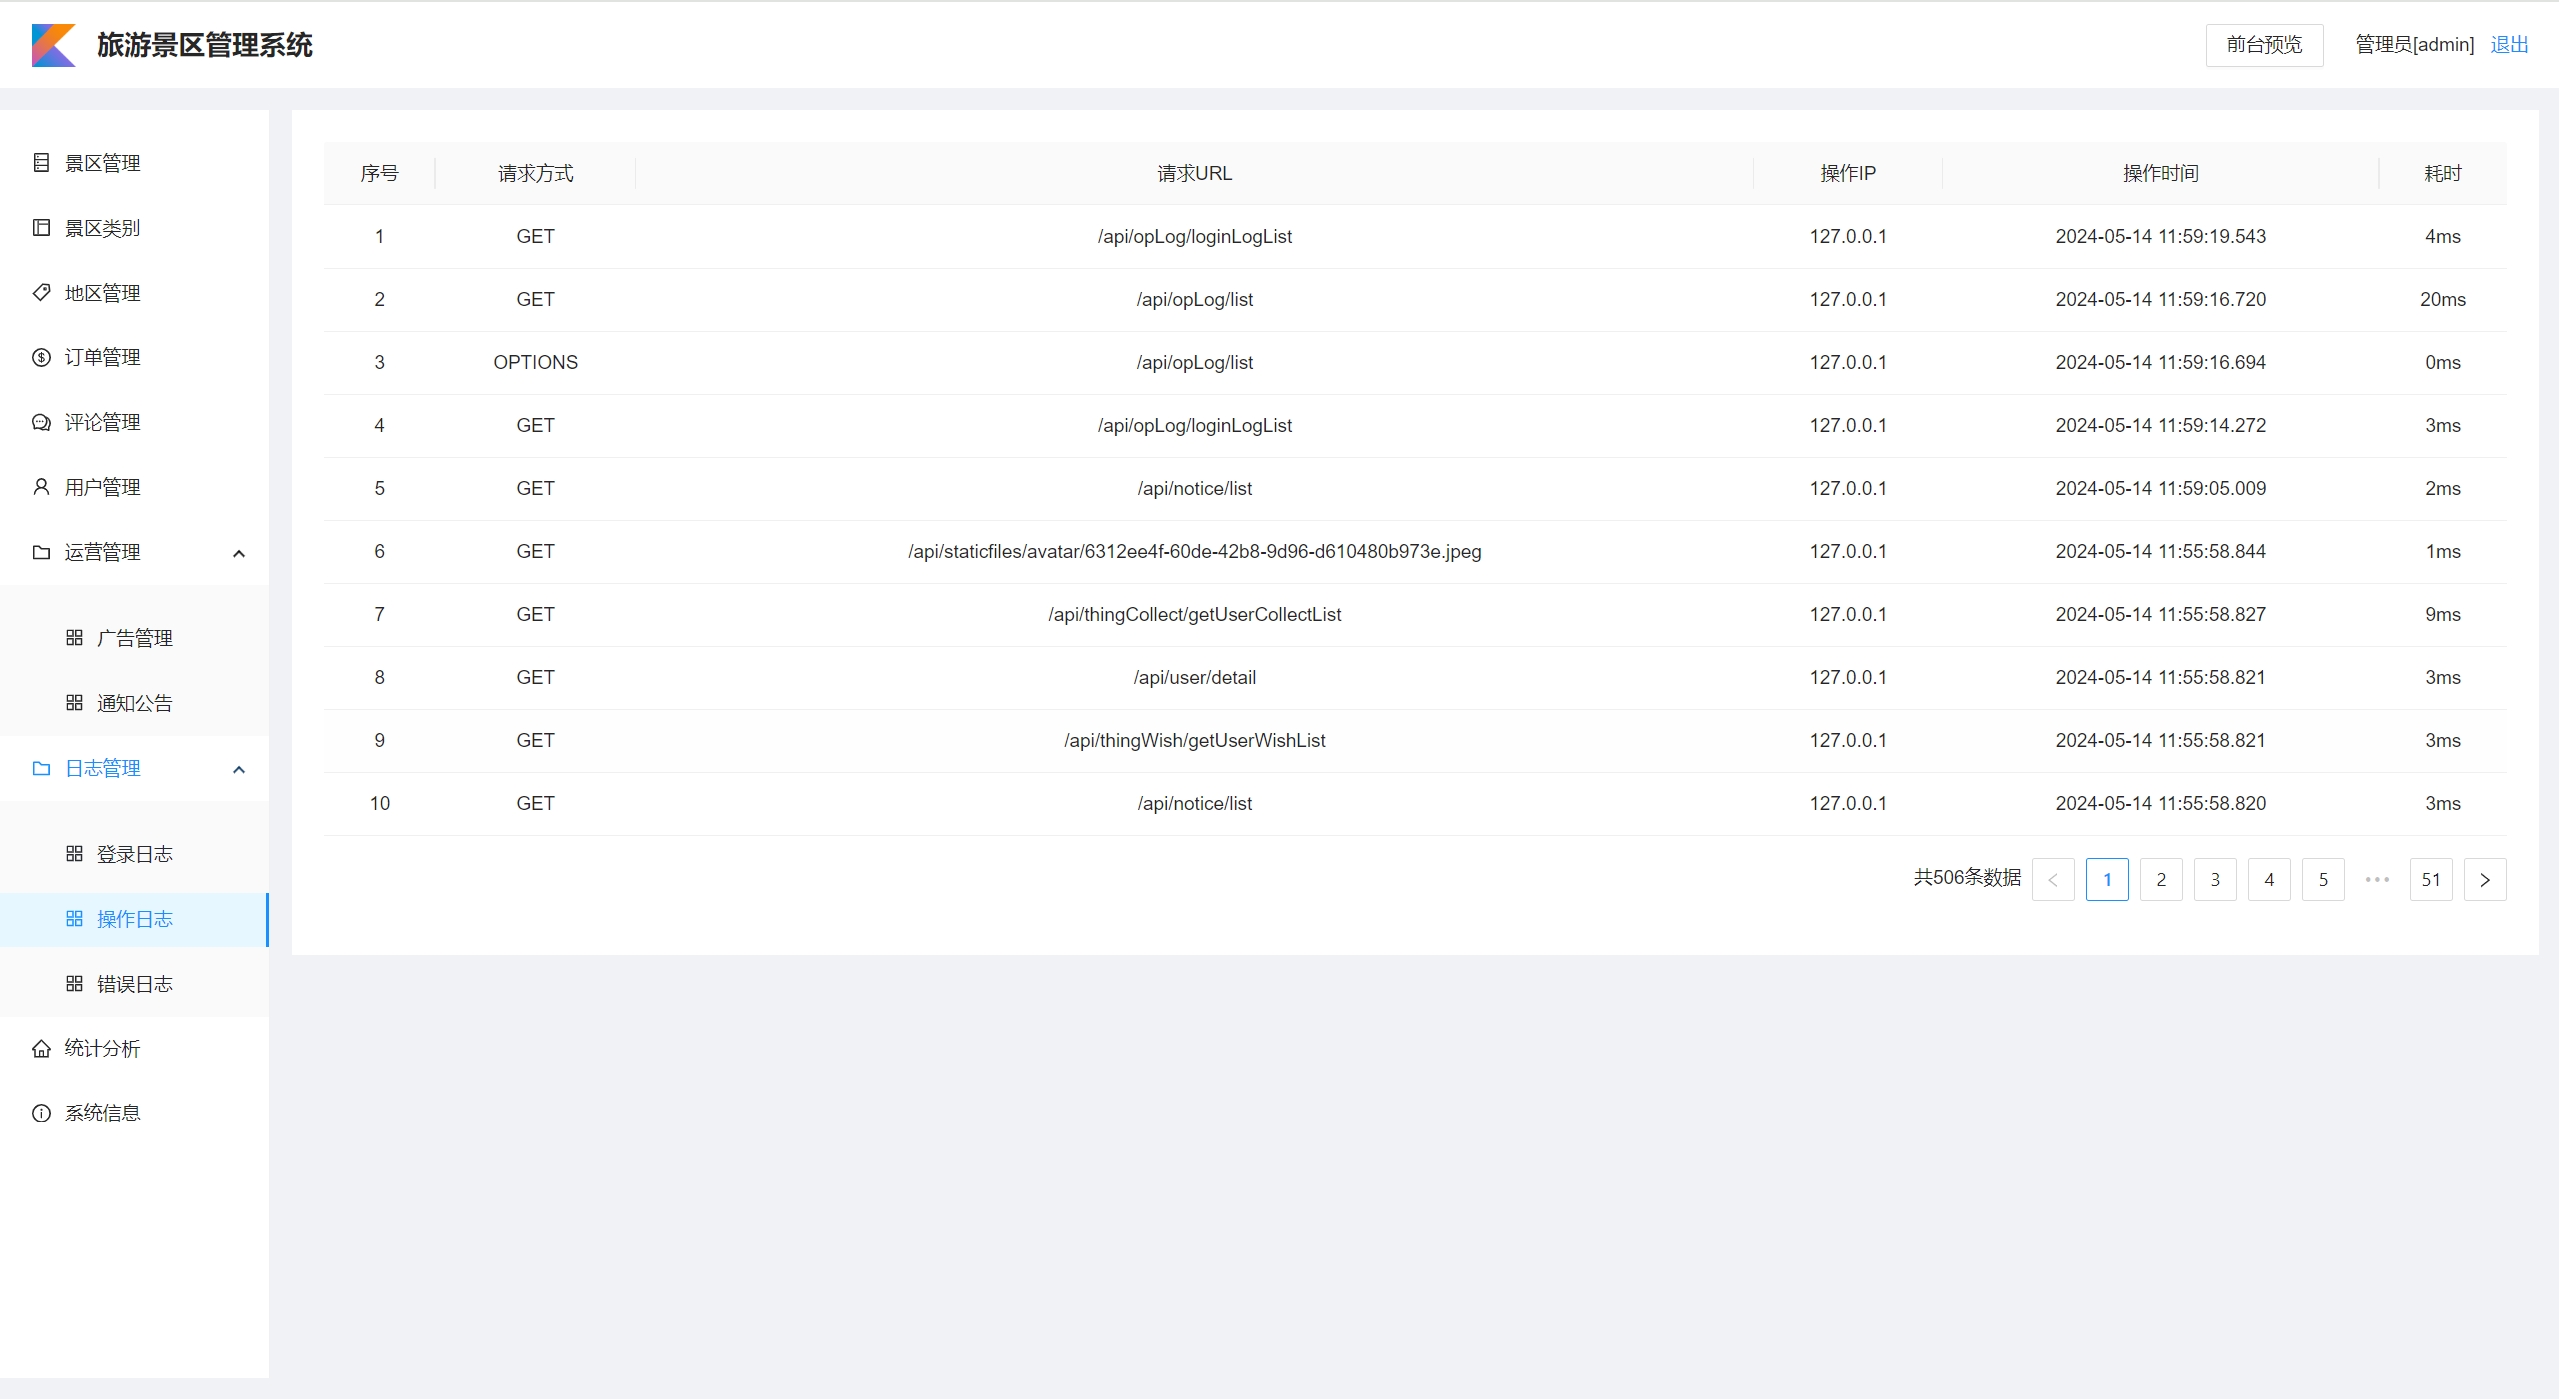 旅游景区管理系统
前台预览 管理员[admin] 退出
景区管理
景区类别
地区管理
订单管理
评论管理
用户管理
运营管理
广告管理
通知公告
日志管理
登录日志
操作日志
错误日志
统计分析
系统信息
序号 请求方式 请求URL 操作IP 操作时间 耗时
1 GET /api/opLog/loginLogList 127.0.0.1 2024-05-14 11:59:19.543 4ms
2 GET /api/opLog/list 127.0.0.1 2024-05-14 11:59:16.720 20ms
3 OPTIONS /api/opLog/list 127.0.0.1 2024-05-14 11:59:16.694 0ms
4 GET /api/opLog/loginLogList 127.0.0.1 2024-05-14 11:59:14.272 3ms
5 GET /api/notice/list 127.0.0.1 2024-05-14 11:59:05.009 2ms
6 GET /api/staticfiles/avatar/6312ee4f-60de-42b8-9d96-d610480b973e.jpeg 127.0.0.1 2024-05-14 11:55:58.844 1ms
7 GET /api/thingCollect/getUserCollectList 127.0.0.1 2024-05-14 11:55:58.827 9ms
8 GET /api/user/detail 127.0.0.1 2024-05-14 11:55:58.821 3ms
9 GET /api/thingWish/getUserWishList 127.0.0.1 2024-05-14 11:55:58.821 3ms
10 GET /api/notice/list 127.0.0.1 2024-05-14 11:55:58.820 3ms
共506条数据 < 1 2 3 4 5 ••• 51 >